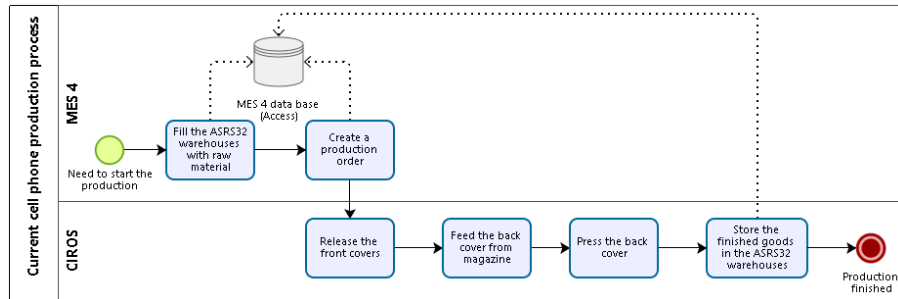 Current cell phone production process
MES 4
MES 4 data base
(Access)
Need to start the
production
Fill the ASRS32
warehouses
with raw
material
Create a
production
order
CIROS
Release the
front covers
Feed the back
cover from
magazine
Press the back
cover
Store the
finished goods
in the ASRS32
warehouses
Production
finished